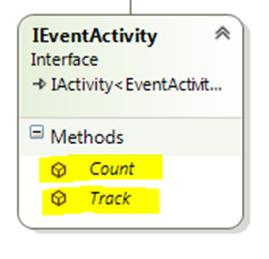 IEventActivity
Interface
IActivity<EventActivit...
Methods
Count
Track